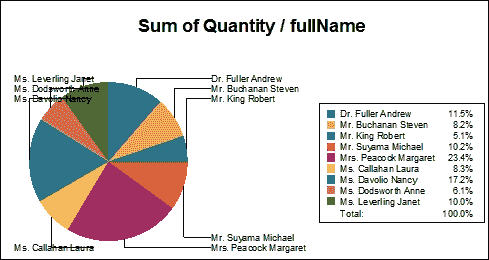 Sum of Quantity / fullName
Ms. Leverling Janet
Ms. Dodsworth Anne
Ms. Davolio Nancy
Dr. Fuller Andrew
Mr. Buchanan Steven
Mr. King Robert
Mr. Suyama Michael
Mrs. Peacock Margaret
Ms. Callahan Laura
Dr. Fuller Andrew 11.5%
Mr. Buchanan Steven 8.2%
Mr. King Robert 5.1%
Mr. Suyama Michael 10.2%
Mrs. Peacock Margaret 23.4%
Ms. Callahan Laura 8.3%
Ms. Davolio Nancy 17.2%
Ms. Dodsworth Anne 6.1%
Ms. Leverling Janet 10.0%
Total: 100.0%